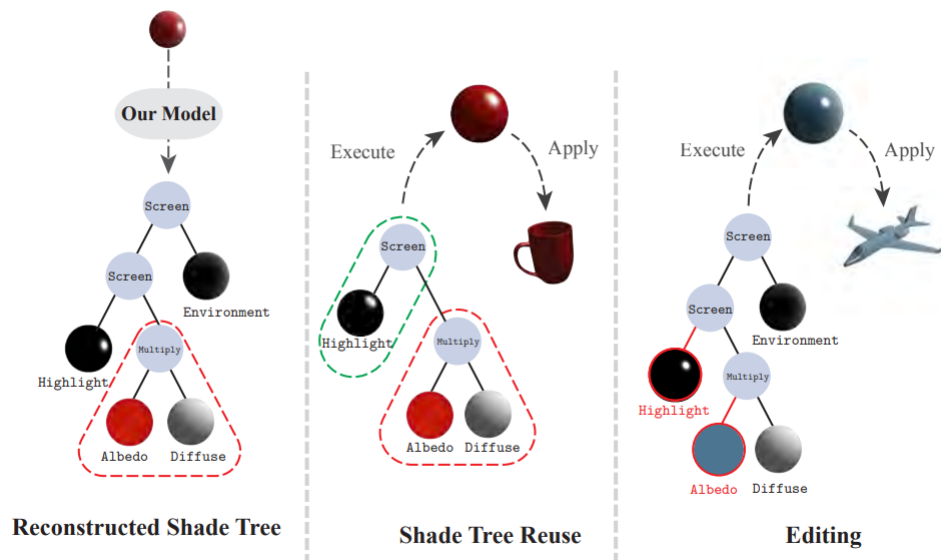 Our Model
Screen
Screen
Environment
Multiply
Highlight
Albedo
Diffuse
Reconstructed Shade Tree
Execute
Apply
Screen
Highlight
Multiply
Albedo
Diffuse
Shade Tree Reuse
Execute
Apply
Screen
Screen
Environment
Multiply
Highlight
Albedo
Diffuse
Editing